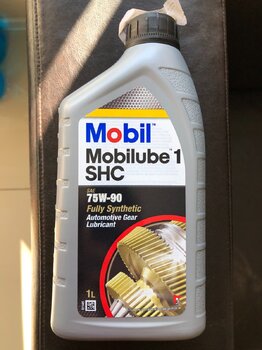 Mobil
Mobilube 1
SHC
SAE
75W-90
Fully Synthetic
Automotive Gear
Lubricant
1L